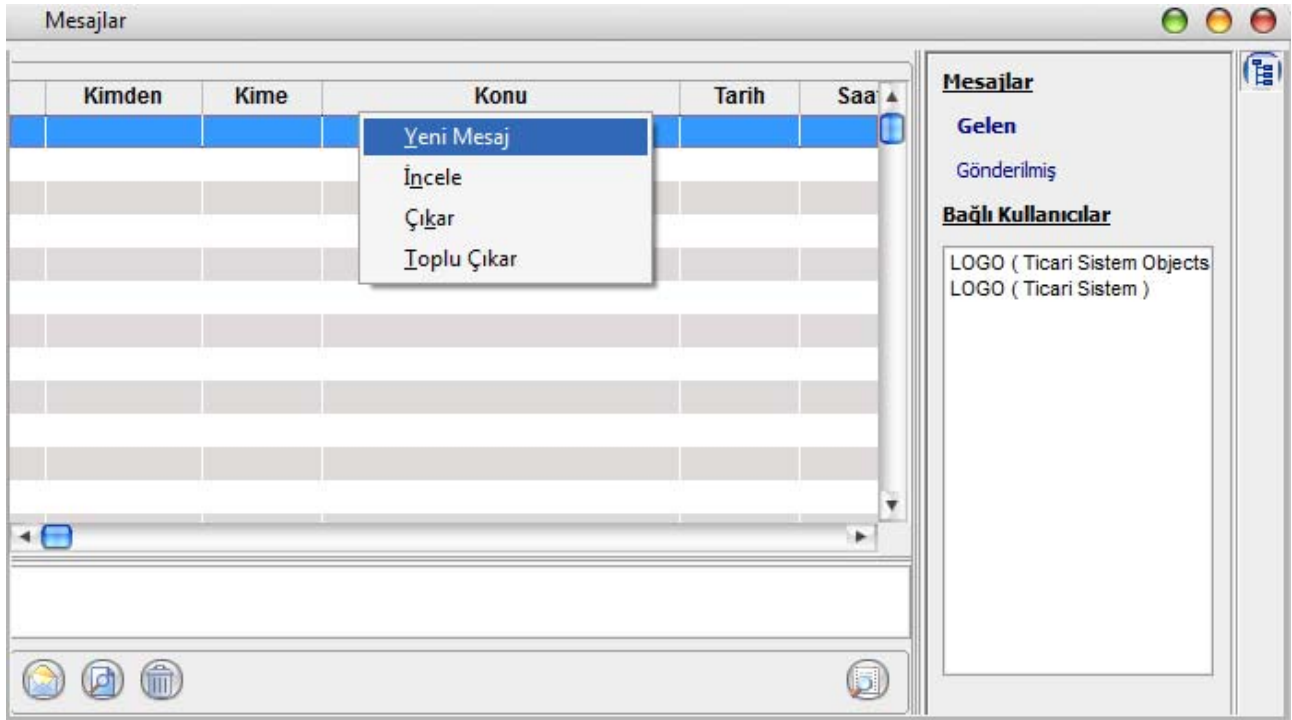 Mesajlar
Kimden Kime Konu Tarih Saa
Yeni Mesaj
İncele
Çıkar
Toplu Çıkar
Mesajlar
Gelen
Gönderilmiş
Bağlı Kullanıcılar
LOGO ( Ticari Sistem Objects
LOGO ( Ticari Sistem )